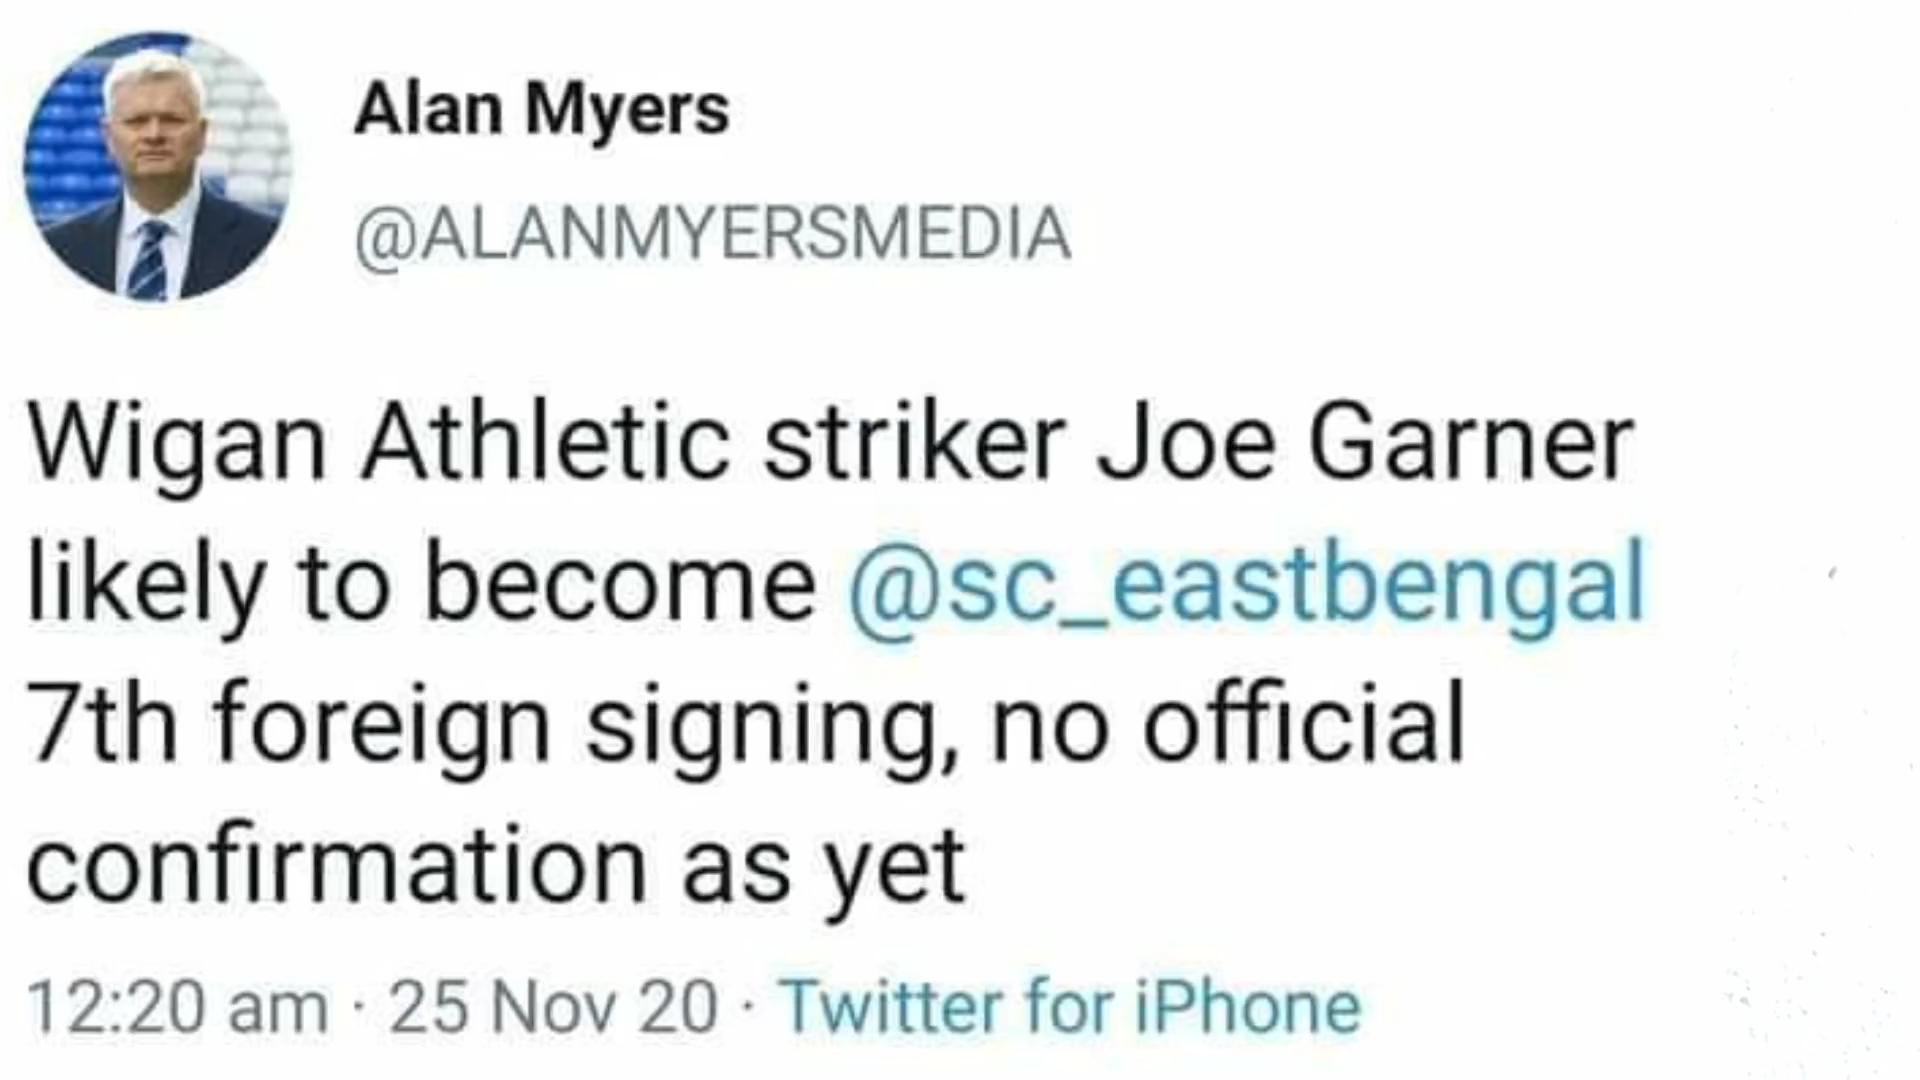 Alan Myers
@ALANMYERSMEDIA
Wigan Athletic striker Joe Garner
likely to become @sc_eastbengal
7th foreign signing, no official
confirmation as yet
12:20 am · 25 Nov 20 · Twitter for iPhone